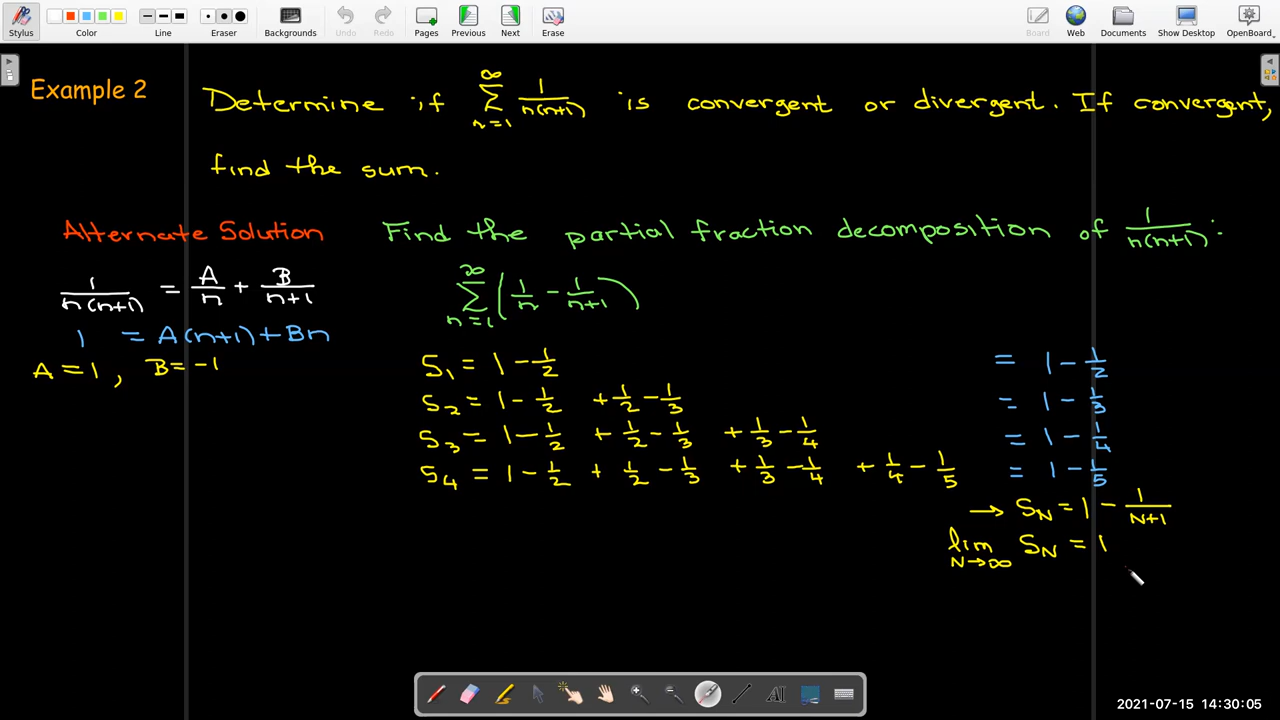 Stylus Color Line Eraser Backgrounds Undo Redo Pages Previous Next Erase Board Web Documents Show Desktop OpenBoard
Example 2 Determine if ∑_{n=1}^{∞} 1/(n(n+1)) is convergent or divergent. If convergent,
find the sum.
Alternate Solution Find the partial fraction decomposition of 1/(n(n+1)):
1/(n(n+1)) = A/n + B/(n+1)
1 = A(n+1) + Bn
A = 1, B = -1
∑_{n=1}^{∞} (1/n - 1/(n+1))
S_1 = 1 - 1/2 = 1 - 1/2
S_2 = 1 - 1/2 + 1/2 - 1/3 = 1 - 1/3
S_3 = 1 - 1/2 + 1/2 - 1/3 + 1/3 - 1/4 = 1 - 1/4
S_4 = 1 - 1/2 + 1/2 - 1/3 + 1/3 - 1/4 + 1/4 - 1/5 = 1 - 1/5
→ S_N = 1 - 1/(N+1)
lim_{N→∞} S_N = 1
AI
2021-07-15 14:30:05